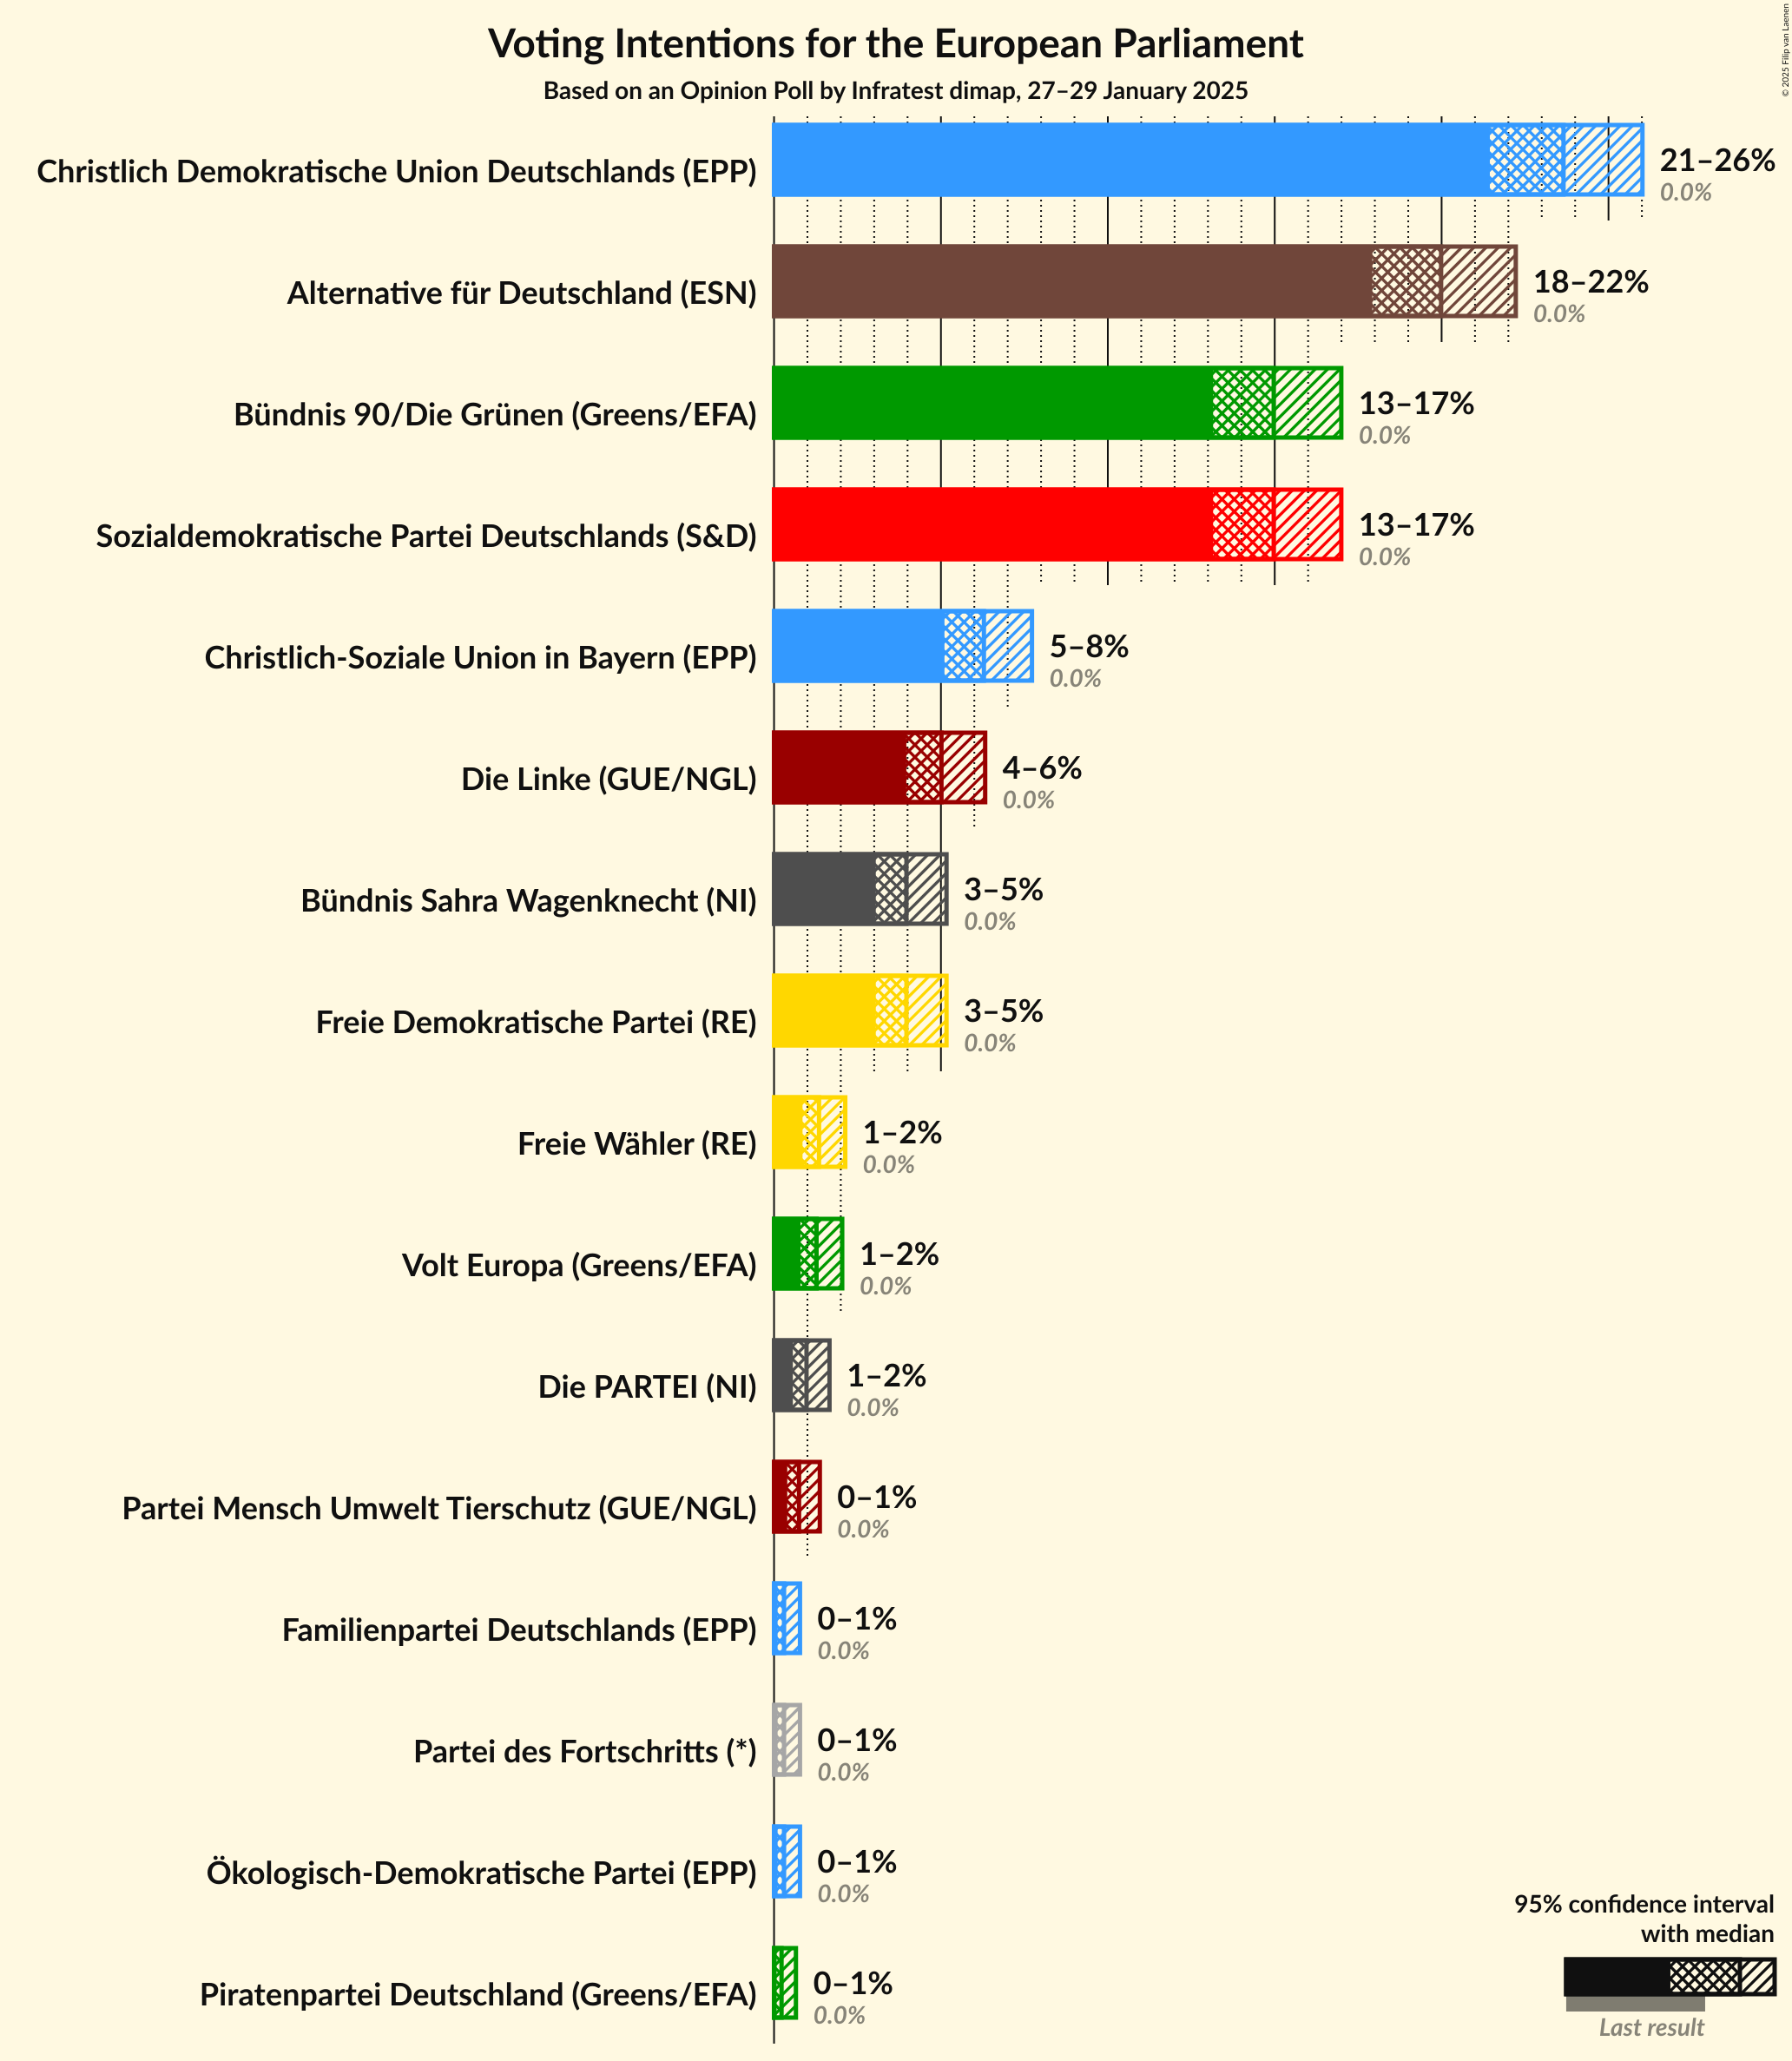 Voting Intentions for the European Parliament
Based on an Opinion Poll by Infratest dimap, 27–29 January 2025
© 2025 Filip van Laenen
Christlich Demokratische Union Deutschlands (EPP)
21–26%
0.0%
Alternative für Deutschland (ESN)
18–22%
0.0%
Bündnis 90/Die Grünen (Greens/EFA)
13–17%
0.0%
Sozialdemokratische Partei Deutschlands (S&D)
13–17%
0.0%
Christlich-Soziale Union in Bayern (EPP)
5–8%
0.0%
Die Linke (GUE/NGL)
4–6%
0.0%
Bündnis Sahra Wagenknecht (NI)
3–5%
0.0%
Freie Demokratische Partei (RE)
3–5%
0.0%
Freie Wähler (RE)
1–2%
0.0%
Volt Europa (Greens/EFA)
1–2%
0.0%
Die PARTEI (NI)
1–2%
0.0%
Partei Mensch Umwelt Tierschutz (GUE/NGL)
0–1%
0.0%
Familienpartei Deutschlands (EPP)
0–1%
0.0%
Partei des Fortschritts (*)
0–1%
0.0%
Ökologisch-Demokratische Partei (EPP)
0–1%
0.0%
Piratenpartei Deutschland (Greens/EFA)
0–1%
0.0%
95% confidence interval
with median
Last result